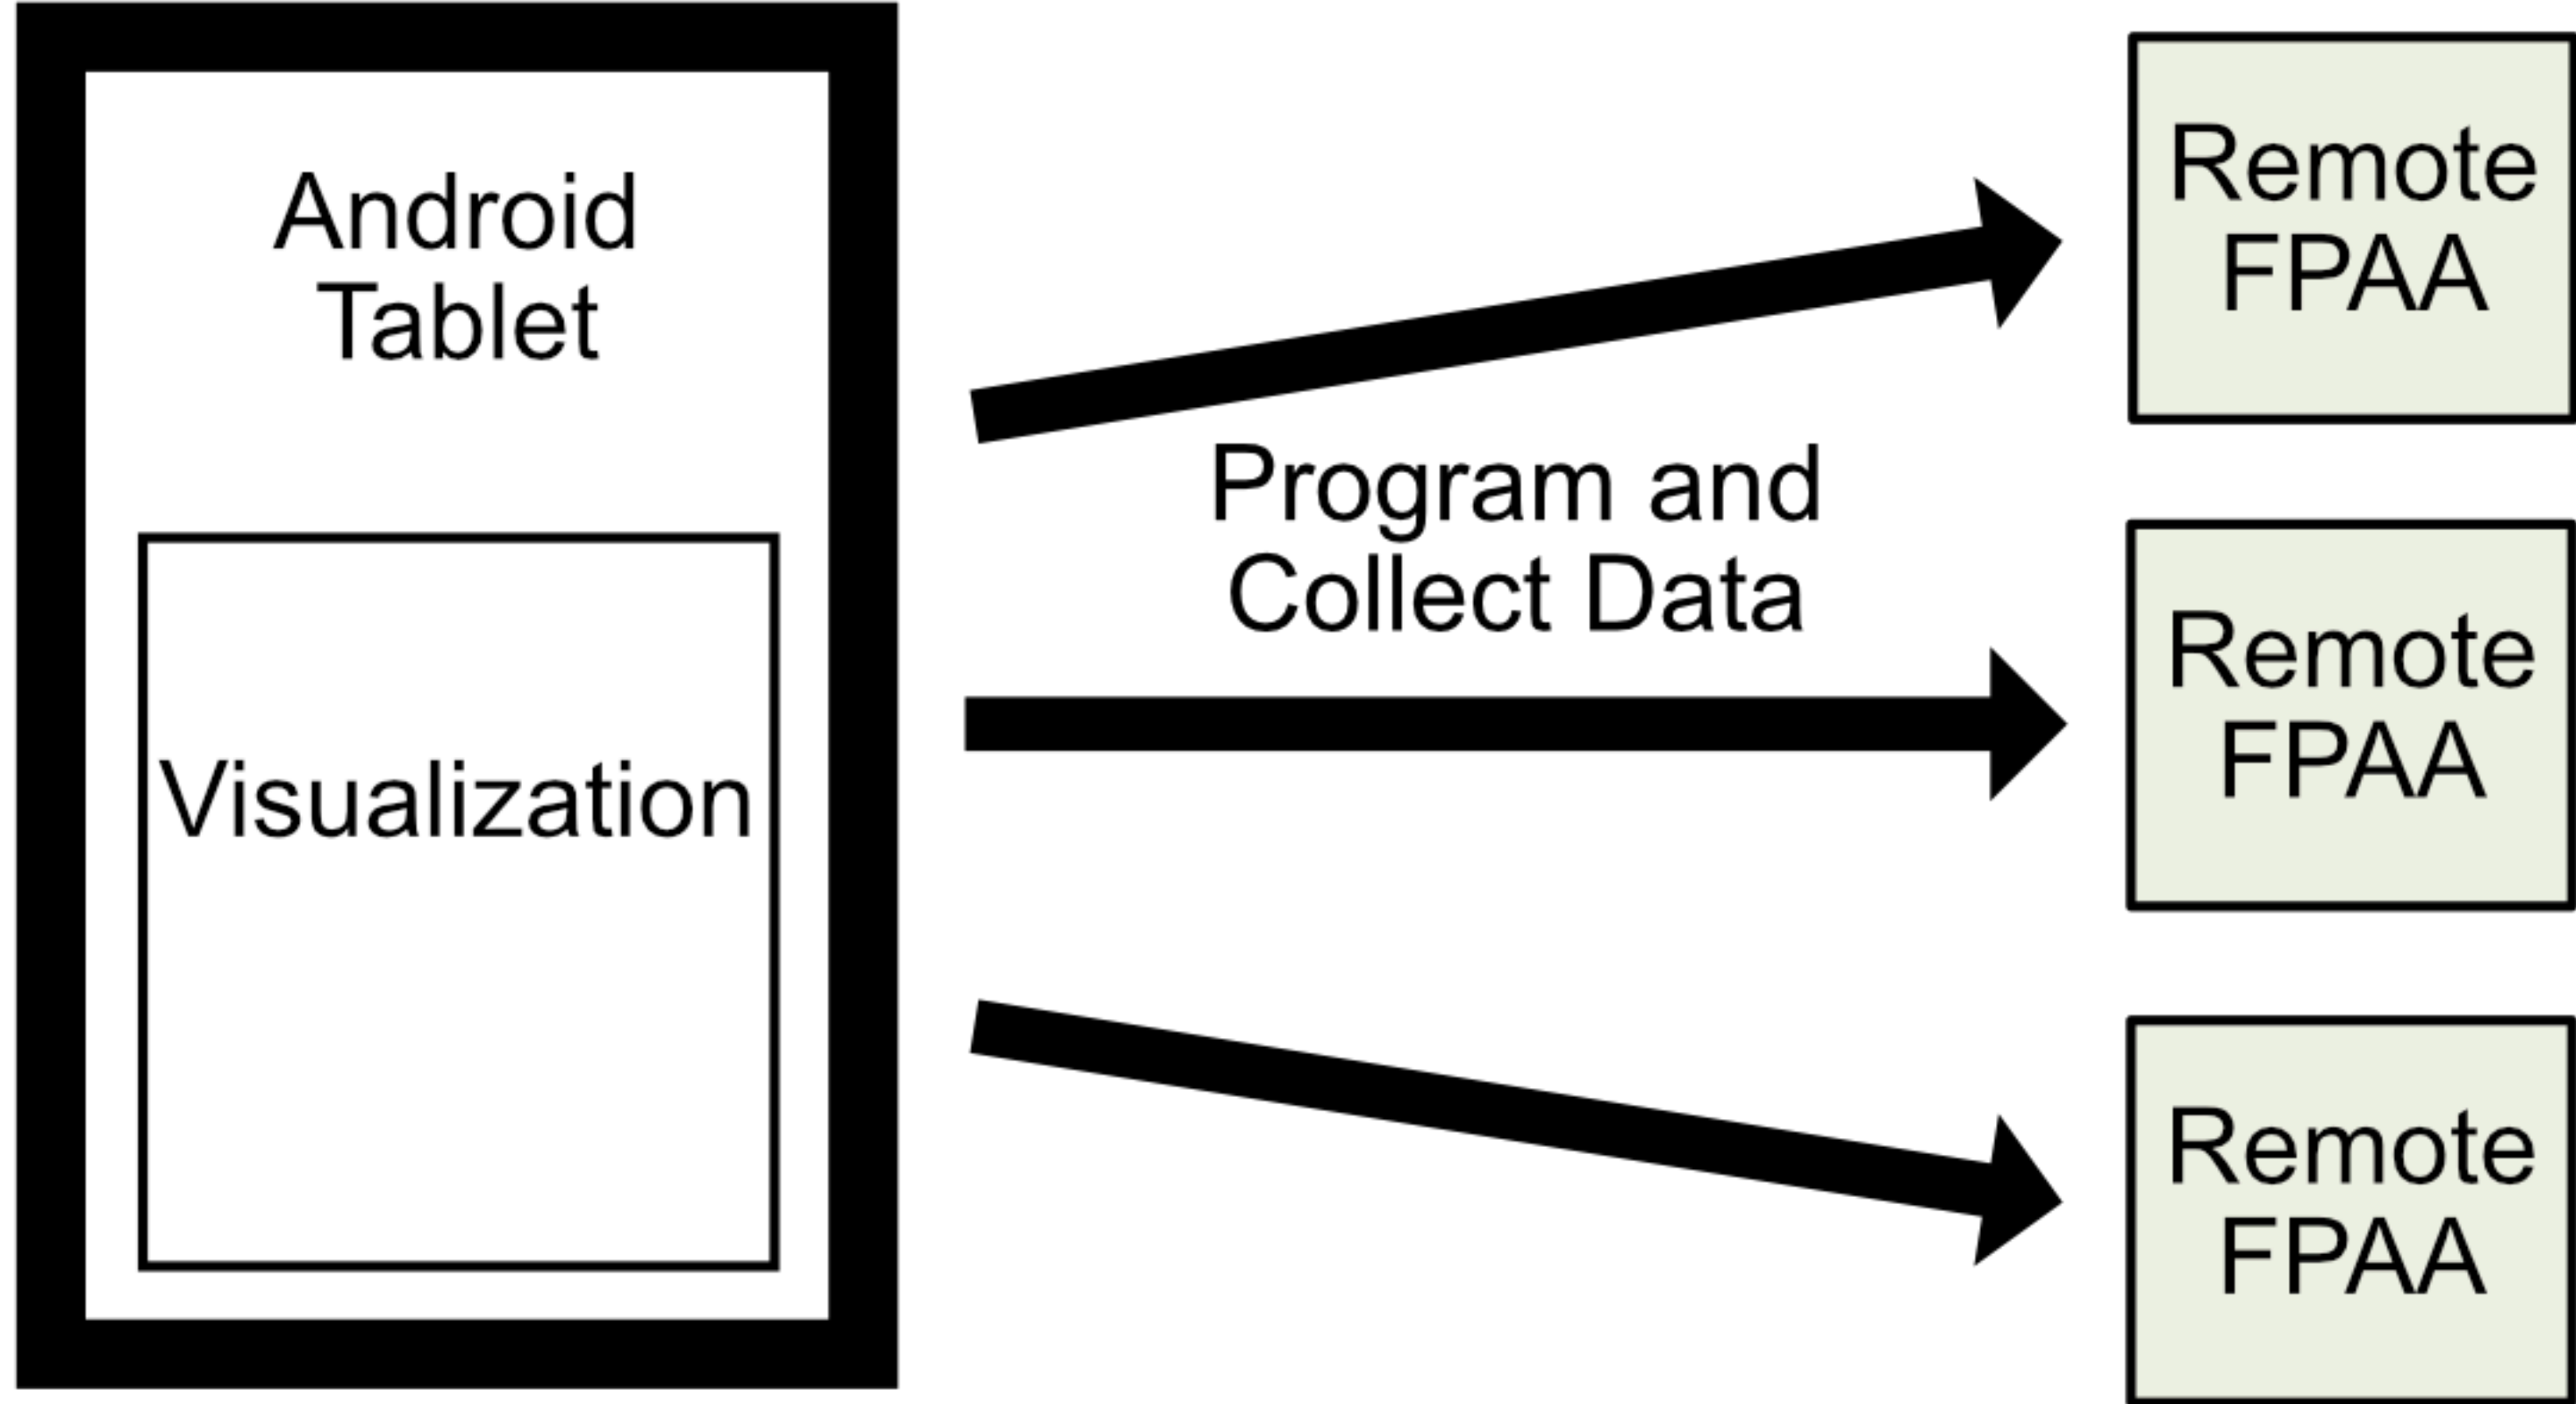 Android
Tablet
Visualization
Program and
Collect Data
Remote
FPAA
Remote
FPAA
Remote
FPAA